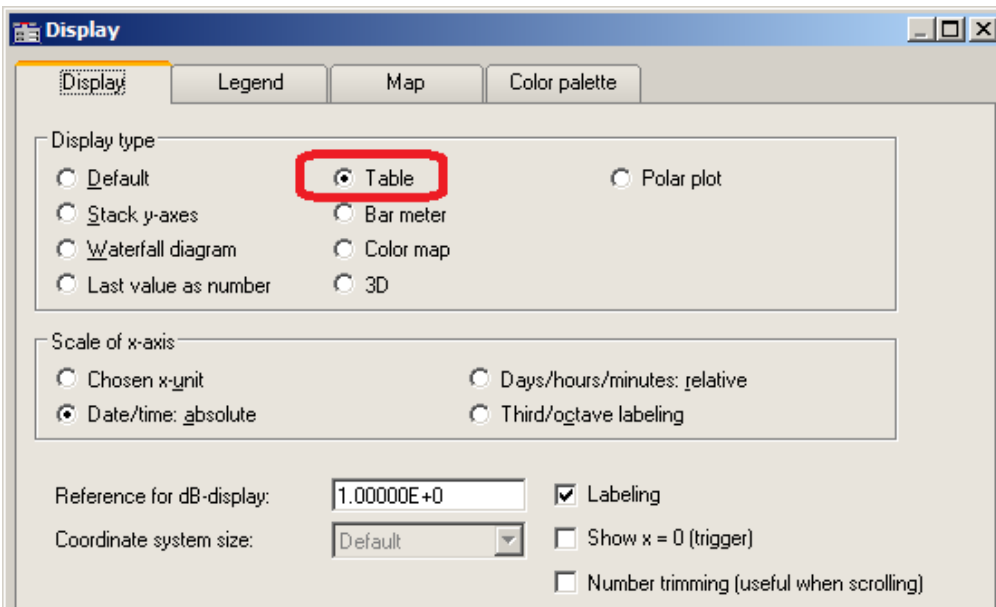 Display
Display Legend Map Color palette
Display type
Default Table Polar plot
Stack y-axes Bar meter
Waterfall diagram Color map
Last value as number 3D
Scale of x-axis
Chosen x-unit Days/hours/minutes: relative
Date/time: absolute Third/octave labeling
Reference for dB-display: 1.00000E+0 Labeling
Coordinate system size: Default Show x = 0 (trigger)
Number trimming (useful when scrolling)